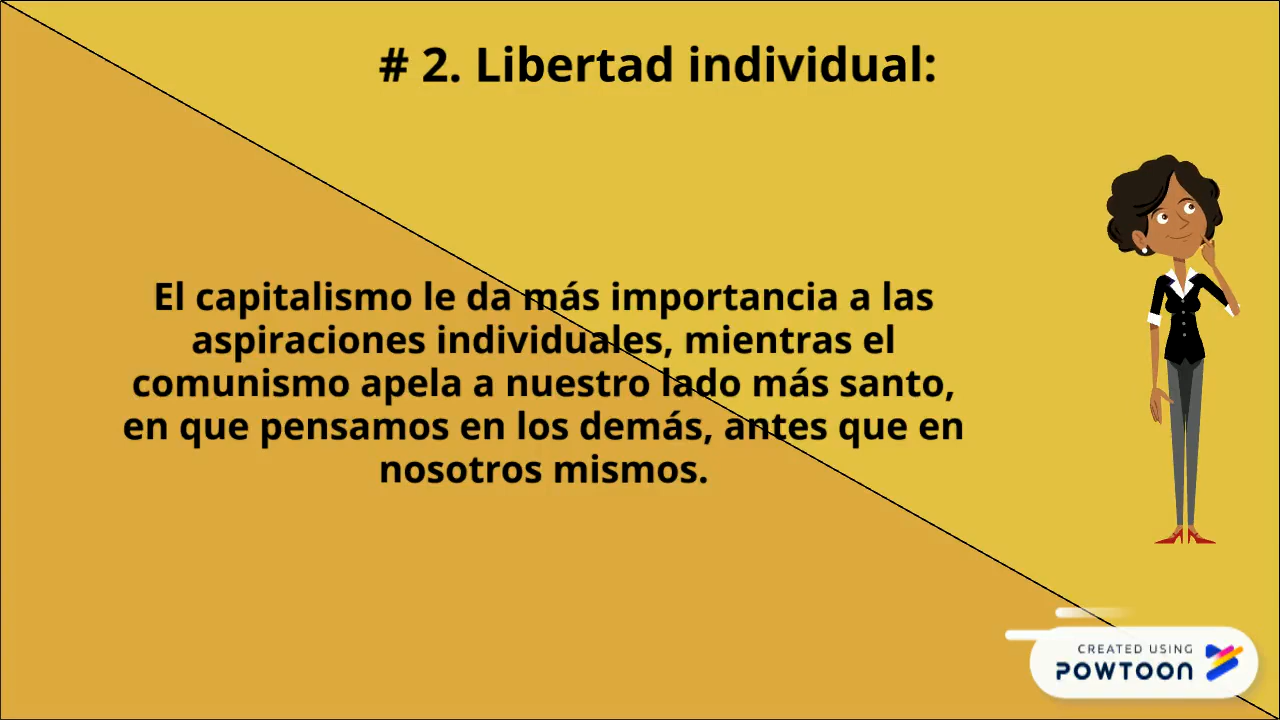 # 2. Libertad individual:
El capitalismo le da más importancia a las
aspiraciones individuales, mientras el
comunismo apela a nuestro lado más santo,
en que pensamos en los demás, antes que en
nosotros mismos.
CREATED USING
POWTOON